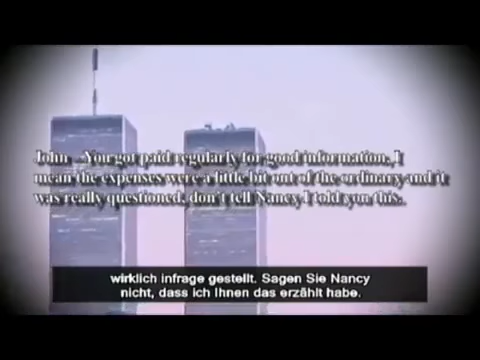 John - You got paid regularly for good information, I
mean the expenses were a little bit out of the ordinary and it
was really questioned, don't tell Nancy I told you this.
wirklich infrage gestellt. Sagen Sie Nancy
nicht, dass ich Ihnen das erzählt habe.